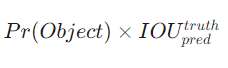 Pr(Object) × IOU^{truth}_{pred}